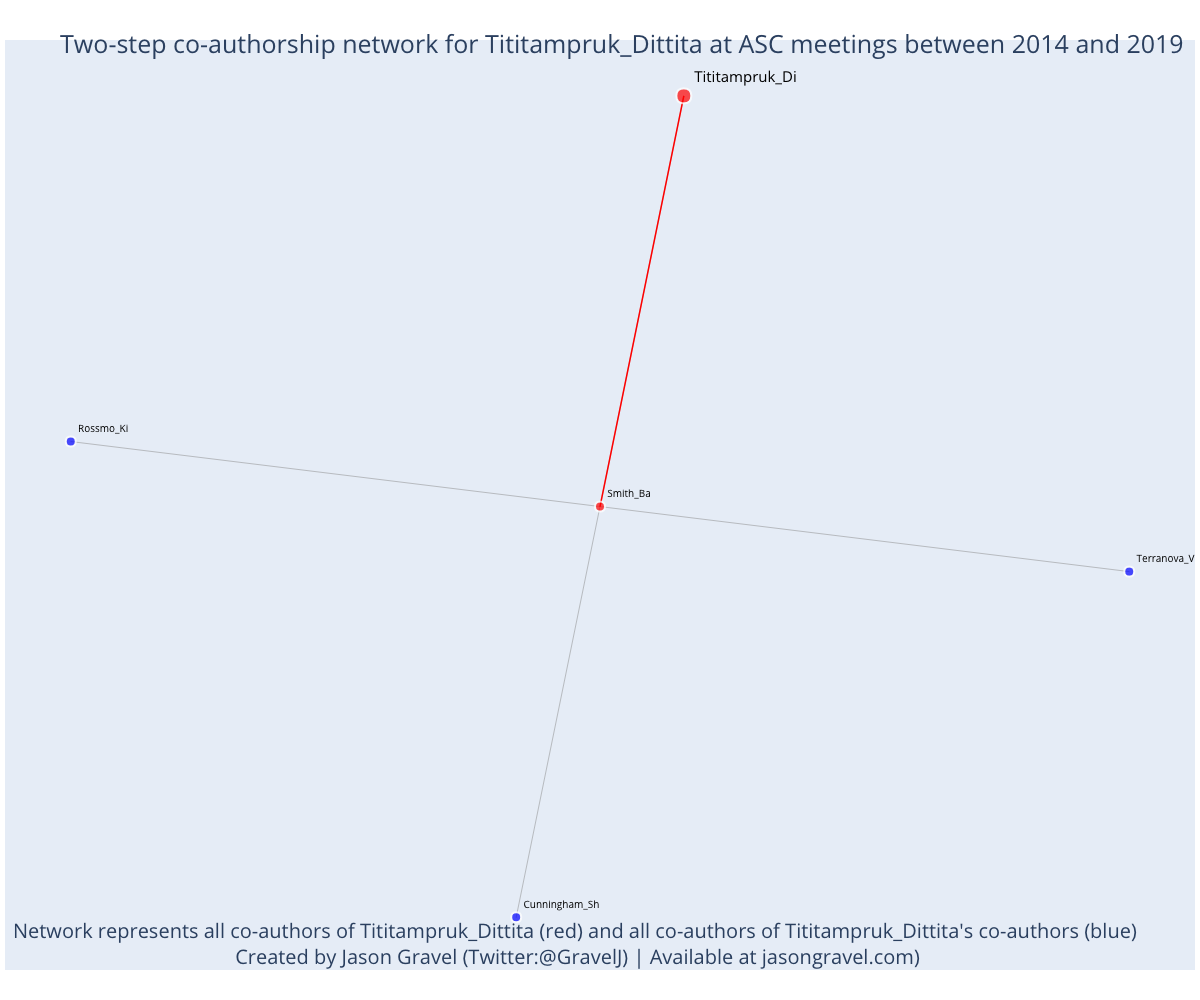 Two-step co-authorship network for Tititampruk_Dittita at ASC meetings between 2014 and 2019
Tititampruk_Di
Rossmo_Ki
Smith_Ba
Terranova_V
Cunningham_Sh
Network represents all co-authors of Tititampruk_Dittita (red) and all co-authors of Tititampruk_Dittita's co-authors (blue)
Created by Jason Gravel (Twitter:@GravelJ) | Available at jasongravel.com)